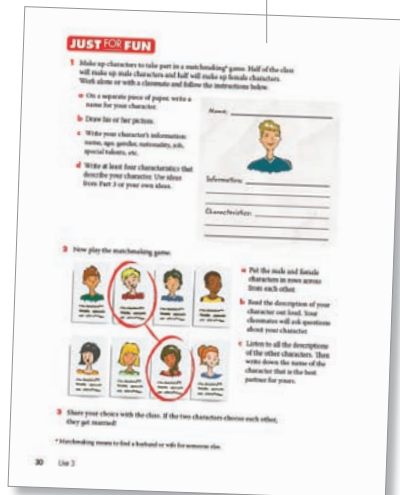 JUST FOR FUN
1 Make up characters to take part in a matchmaking* game. Half of the class
will make up male characters and half will make up female characters.
Work alone or with a classmate and follow the instructions below.
a On a separate piece of paper, write a
name for your character.
b Draw his or her picture.
c Write your character's information:
name, age, gender, nationality, job,
special talents, etc.
d Write at least four characteristics that
describe your character. Use ideas
from Part 3 or your own ideas.
Name:
Information:
Characteristics:
2 Now play the matchmaking game.
a Put the male and female
characters in rows across
from each other.
b Read the description of your
character out loud. Your
classmates will ask questions
about your character.
c Listen to all the descriptions
of the other characters. Then
write down the name of the
character that is the best
partner for yours.
3 Share your choice with the class. If the two characters choose each other,
they get married!
* Matchmaking means to find a husband or wife for someone else.
30 Use 3